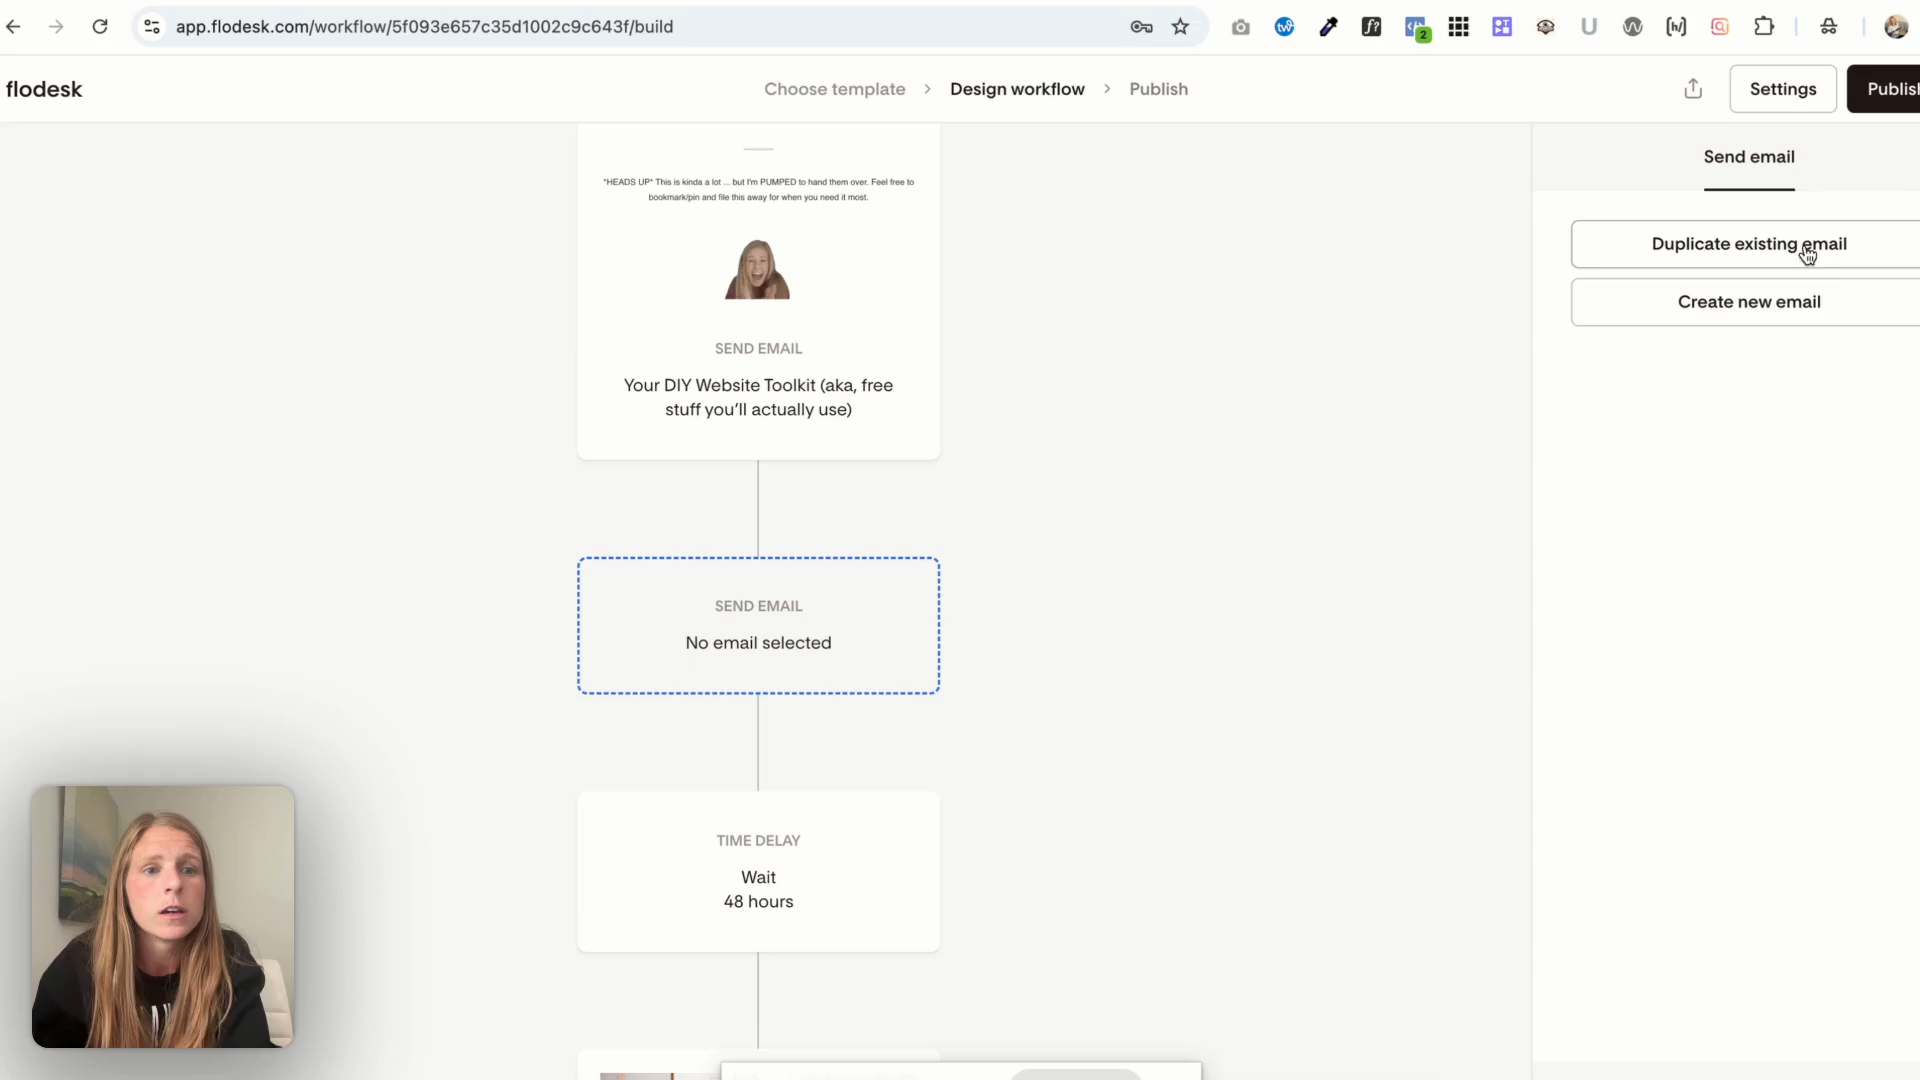 app.flodesk.com/workflow/5f093e657c35d1002c9c643f/build
2
flodesk
Choose template
Design workflow
Publish
Settings
Publish
*HEADS UP* This is kinda a lot ... but I'm PUMPED to hand them over. Feel free to
bookmark/pin and file this away for when you need it most.
SEND EMAIL
Your DIY Website Toolkit (aka, free
stuff you'll actually use)
SEND EMAIL
No email selected
TIME DELAY
Wait
48 hours
Send email
Duplicate existing email
Create new email